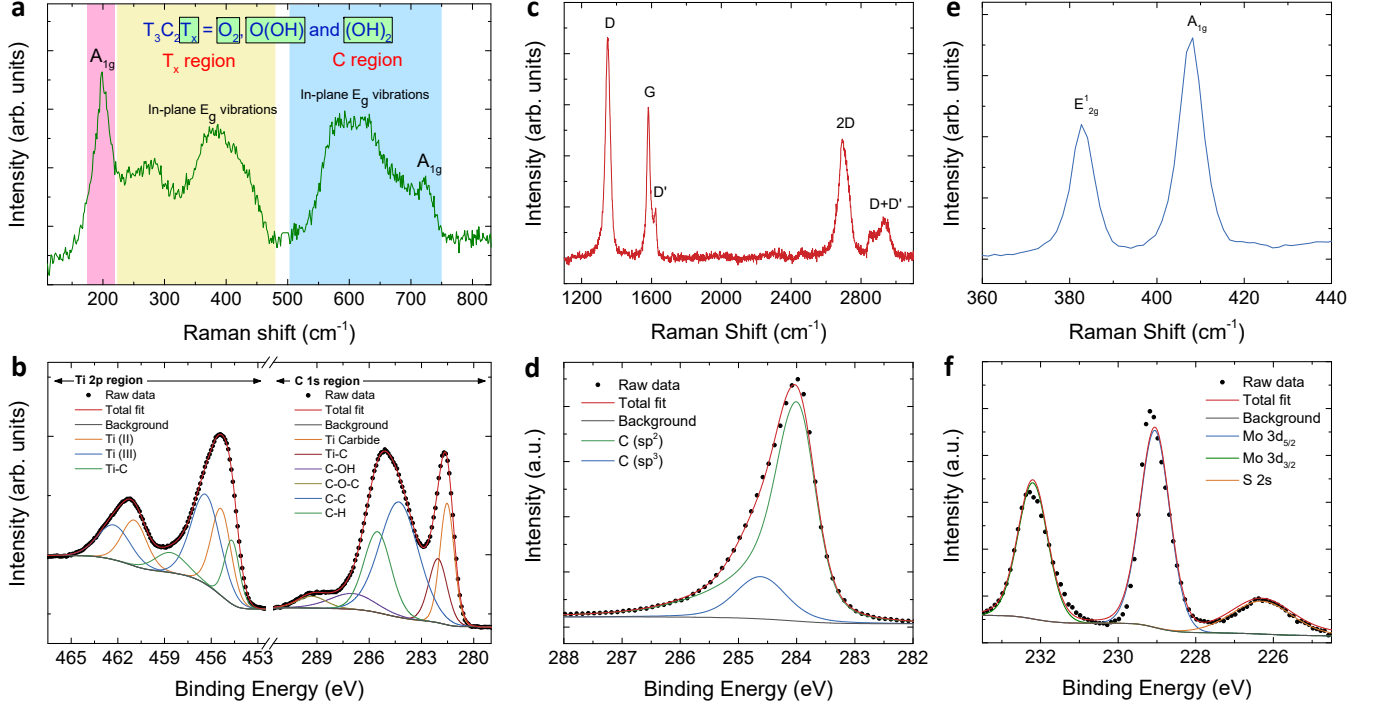 a
T₃C₂Tₓ = O₂, O(OH) and (OH)₂
A₁g
Tₓ region
C region
In-plane Eg vibrations
In-plane Eg vibrations
A₁g
Intensity (arb. units)
200 300 400 500 600 700 800
Raman shift (cm⁻¹)
c
D
G
D'
2D
D+D'
Intensity (arb. units)
1200 1600 2000 2400 2800
Raman Shift (cm⁻¹)
e
A₁g
E¹₂g
Intensity (arb. units)
360 380 400 420 440
Raman Shift (cm⁻¹)
b
Ti 2p region
Raw data
Total fit
Background
Ti (II)
Ti (III)
Ti-C
C 1s region
Raw data
Total fit
Background
Ti Carbide
Ti-C
C-OH
C-O-C
C-C
C-H
Intensity (arb. units)
465 462 459 456 453 289 286 283 280
Binding Energy (eV)
d
Raw data
Total fit
Background
C (sp²)
C (sp³)
Intensity (a.u.)
288 287 286 285 284 283 282
Binding Energy (eV)
f
Raw data
Total fit
Background
Mo 3d₅/₂
Mo 3d₃/₂
S 2s
Intensity (a.u.)
232 230 228 226
Binding Energy (eV)